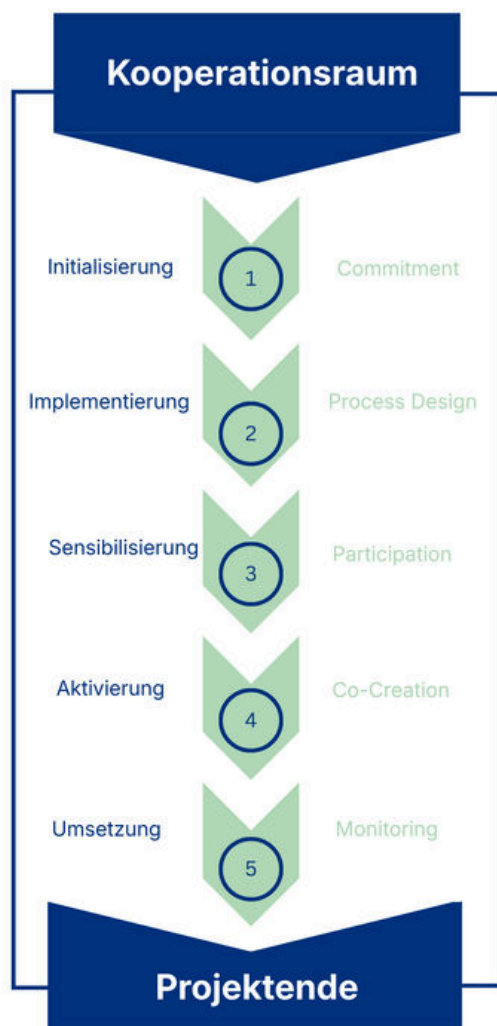 Kooperationsraum
Initialisierung 1 Commitment
Implementierung 2 Process Design
Sensibilisierung 3 Participation
Aktivierung 4 Co-Creation
Umsetzung 5 Monitoring
Projektende